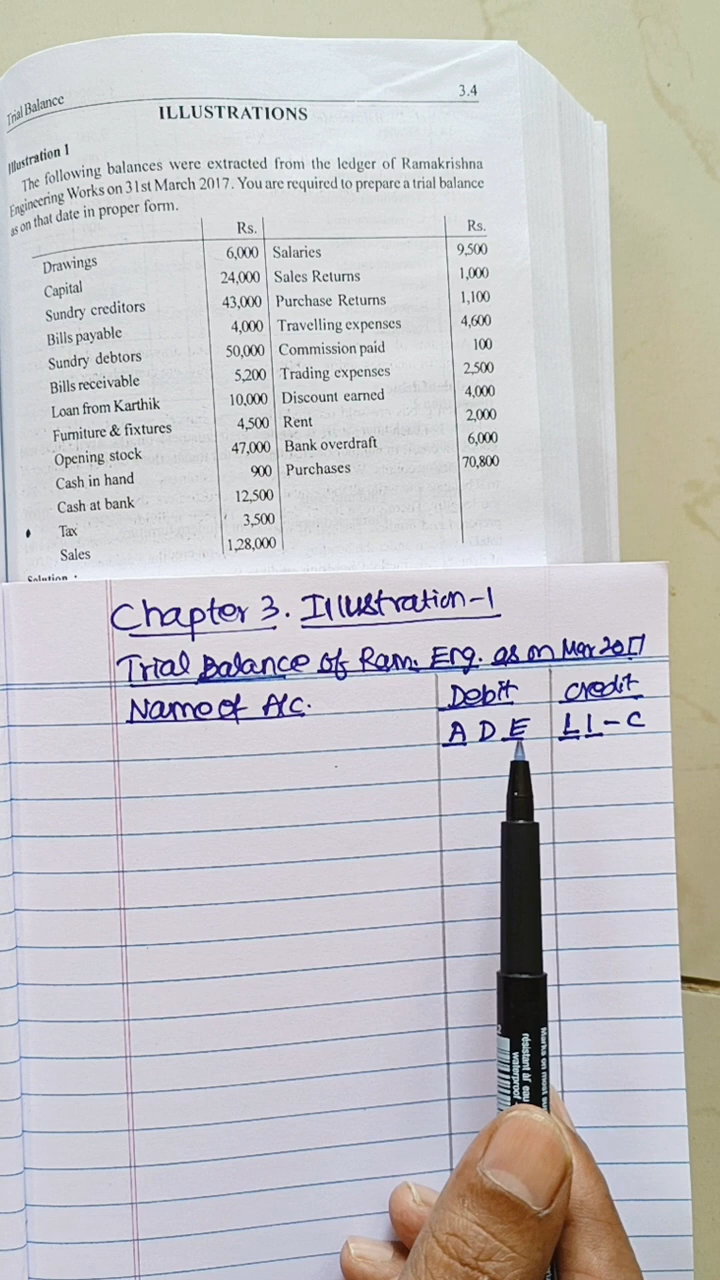 Trial Balance
3.4
ILLUSTRATIONS
Illustration 1
The following balances were extracted from the ledger of Ramakrishna
Engineering Works on 31st March 2017. You are required to prepare a trial balance
as on that date in proper form.
Rs. Rs.
Drawings 6,000 Salaries 9,500
Capital 24,000 Sales Returns 1,000
Sundry creditors 43,000 Purchase Returns 1,100
Bills payable 4,000 Travelling expenses 4,600
Sundry debtors 50,000 Commission paid 100
Bills receivable 5,200 Trading expenses 2,500
Loan from Karthik 10,000 Discount earned 4,000
Furniture & fixtures 4,500 Rent 2,000
Opening stock 47,000 Bank overdraft 6,000
Cash in hand 900 Purchases 70,800
Cash at bank 12,500
Tax 3,500
Sales 1,28,000
Solution :
Chapter 3. Illustration-1
Trial Balance of Ram. Eng. as on Mar 2017
Name of A/c. Debit Credit
A D E L I - C
Marks on most
résistant à l'eau
waterproof